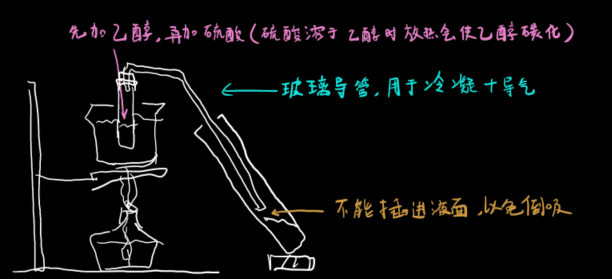 先加乙醇，再加硫酸（硫酸溶于乙醇时放热会使乙醇碳化）
玻璃导管，用于冷凝+导气
不能插进液面，以免倒吸